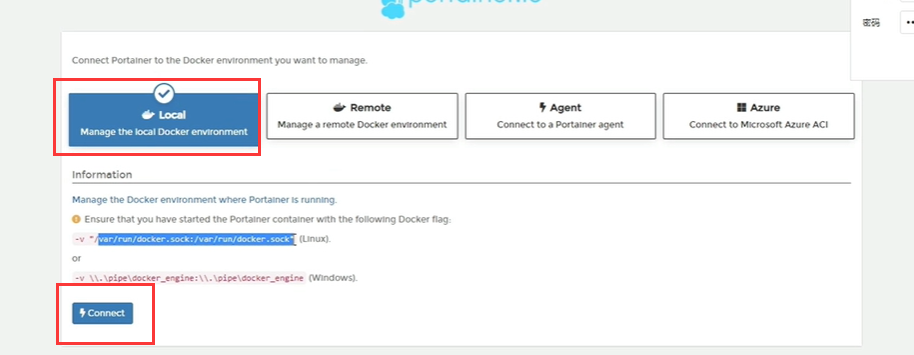 portainer.io
密码
Connect Portainer to the Docker environment you want to manage.
Local
Manage the local Docker environment
Remote
Manage a remote Docker environment
Agent
Connect to a Portainer agent
Azure
Connect to Microsoft Azure ACI
Information
Manage the Docker environment where Portainer is running.
Ensure that you have started the Portainer container with the following Docker flag:
-v "/var/run/docker.sock:/var/run/docker.sock" (Linux).
or
-v \\.\pipe\docker_engine:\\.\pipe\docker_engine (Windows).
Connect